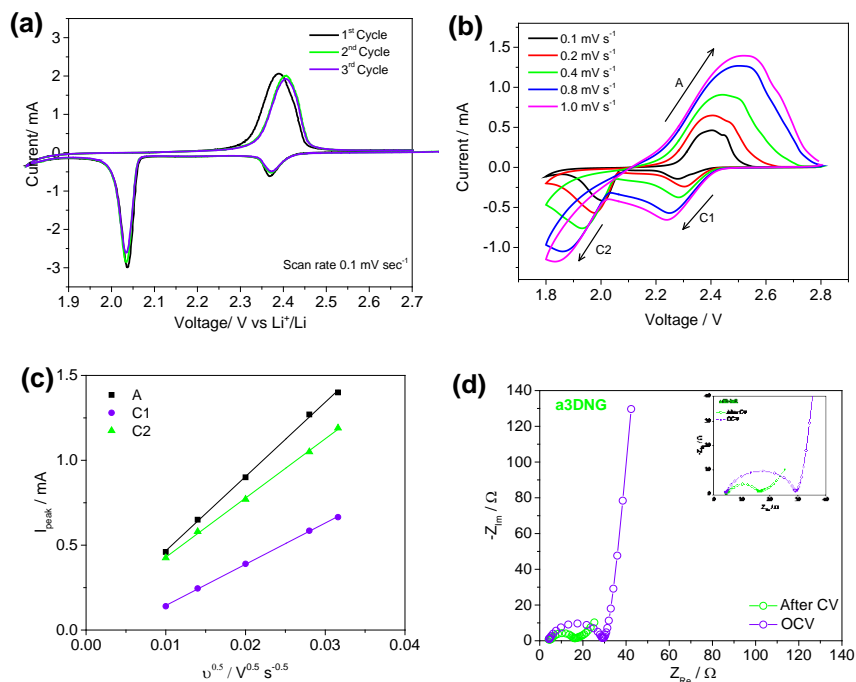 (a)
1st Cycle
2nd Cycle
3rd Cycle
Current/ mA
3
2
1
0
-1
-2
-3
Scan rate 0.1 mV sec-1
1.9 2.0 2.1 2.2 2.3 2.4 2.5 2.6 2.7
Voltage/ V vs Li+/Li
(b)
0.1 mV s-1
0.2 mV s-1
0.4 mV s-1
0.8 mV s-1
1.0 mV s-1
A
C1
C2
Current / mA
1.5
1.0
0.5
0.0
-0.5
-1.0
1.8 2.0 2.2 2.4 2.6 2.8
Voltage / V
(c)
A
C1
C2
Ipeak / mA
1.5
1.0
0.5
0.0
0.00 0.01 0.02 0.03 0.04
υ0.5 / V0.5 s-0.5
(d)
a3DNG
-ZIm / Ω
140
120
100
80
60
40
20
0
After CV
OCV
After CV
OCV
0 20 40 60 80 100 120 140
ZRe / Ω